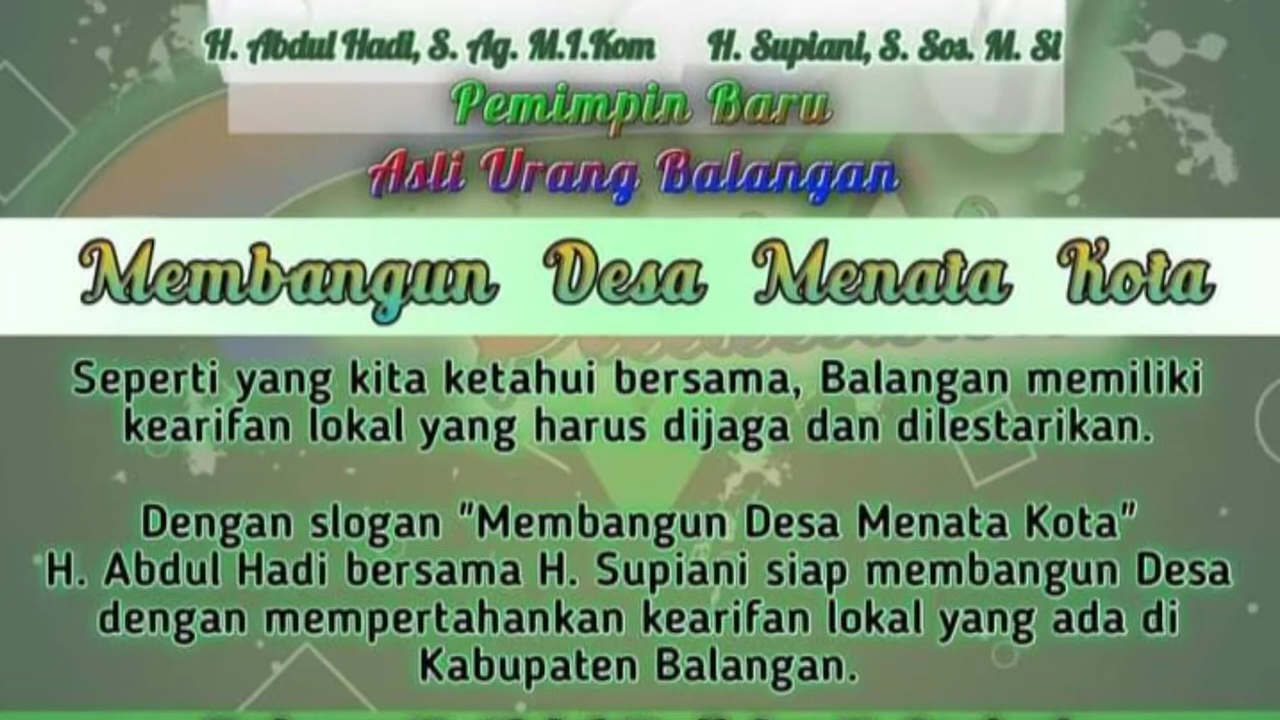 H. Abdul Hadi, S. Ag. M.I.Kom H. Supiani, S. Sos. M. Si
Pemimpin Baru
Asli Urang Balangan
Membangun Desa Menata Kota
Seperti yang kita ketahui bersama, Balangan memiliki
kearifan lokal yang harus dijaga dan dilestarikan.
Dengan slogan "Membangun Desa Menata Kota"
H. Abdul Hadi bersama H. Supiani siap membangun Desa
dengan mempertahankan kearifan lokal yang ada di
Kabupaten Balangan.